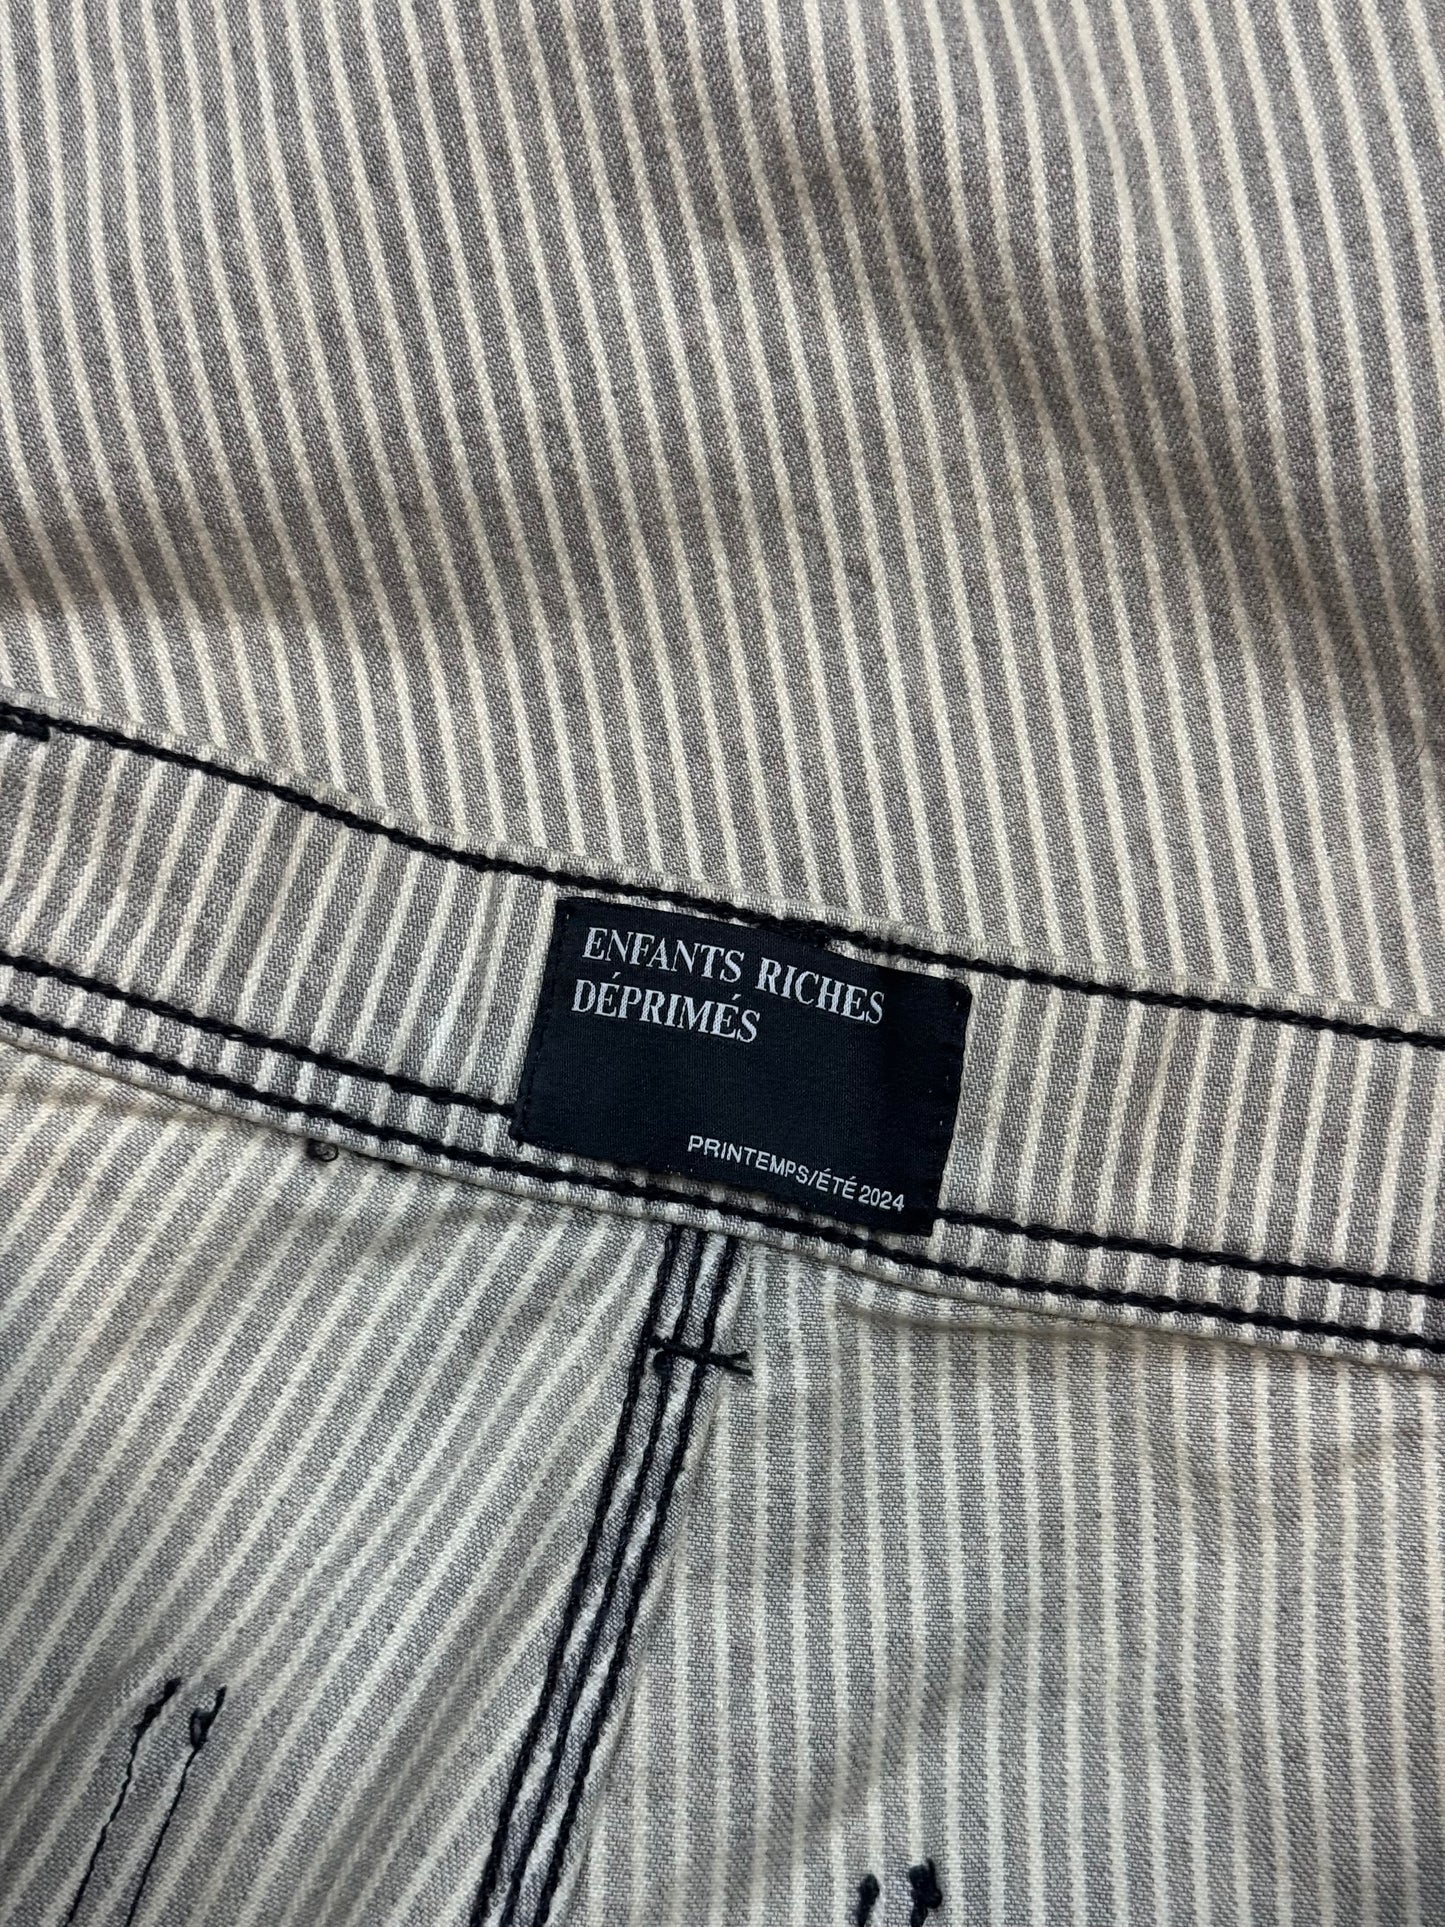 ENFANTS RICHES
DÉPRIMÉS
PRINTEMPS/ÉTÉ 2024